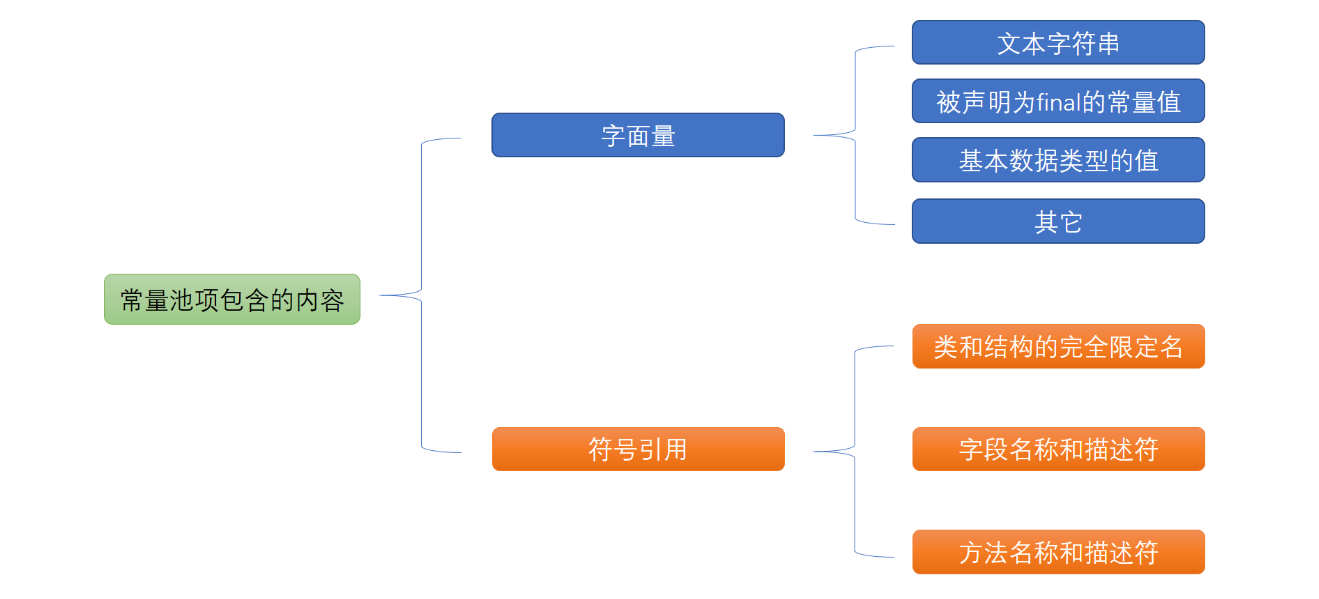 常量池项包含的内容
字面量
文本字符串
被声明为final的常量值
基本数据类型的值
其它
符号引用
类和结构的完全限定名
字段名称和描述符
方法名称和描述符